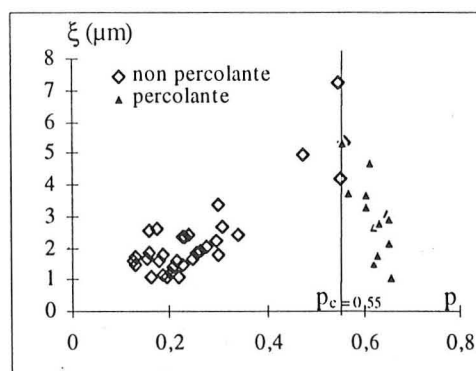 ξ (μm)
8
7
6
5
4
3
2
1
0
◇ non percolante
▲ percolante
p c = 0,55
p
0
0,2
0,4
0,6
0,8